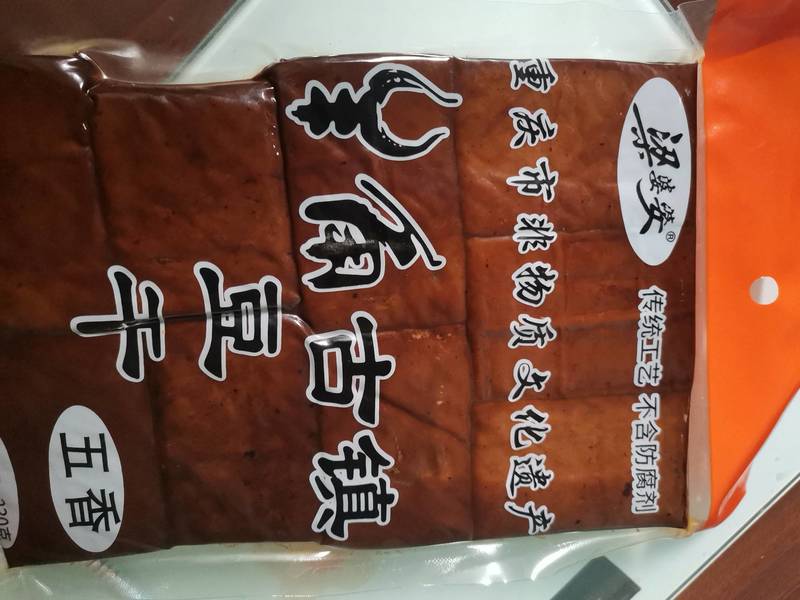 梁婆婆®
传统工艺 不含防腐剂
重庆市非物质文化遗产
羊角古镇
豆干
五香